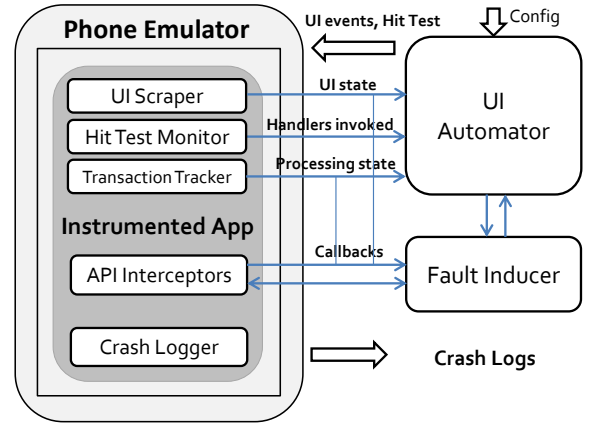 Phone Emulator
UI events, Hit Test
Config
UI Scraper
UI state
UI
Automator
Hit Test Monitor
Handlers invoked
Transaction Tracker
Processing state
Instrumented App
Callbacks
API Interceptors
Fault Inducer
Crash Logger
Crash Logs